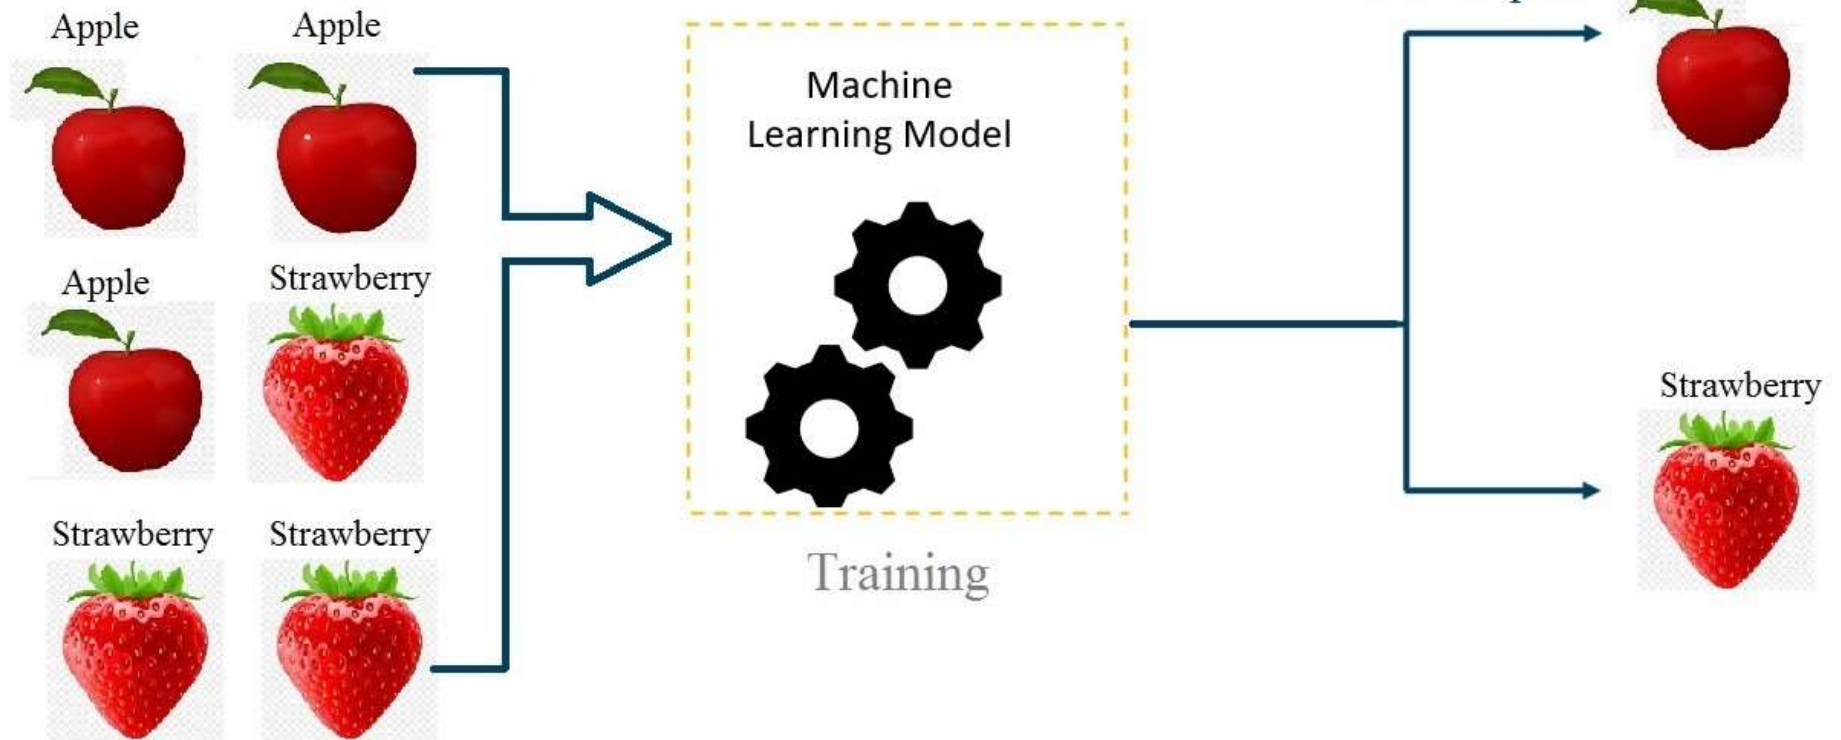 Apple
Apple
Apple
Strawberry
Strawberry
Strawberry
Machine
Learning Model
Training
Strawberry